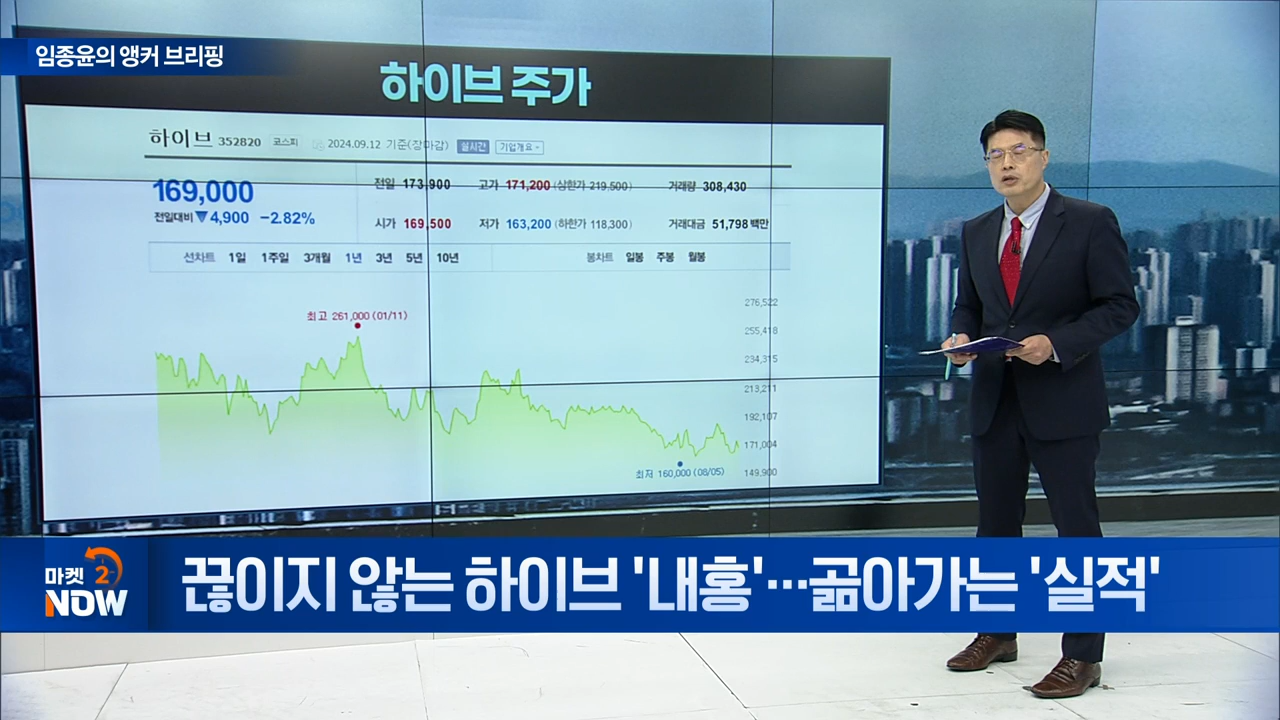 임종윤의 앵커 브리핑
하이브 주가
하이브 352820 코스피 2024.09.12 기준(장마감) 실시간 기업개요
169,000
전일대비 ▼4,900 -2.82%
전일 173,900 고가 171,200 (상한가 219,500) 거래량 308,430
시가 169,500 저가 163,200 (하한가 118,300) 거래대금 51,798 백만
선차트 1일 1주일 3개월 1년 3년 5년 10년 봉차트 일봉 주봉 월봉
최고 261,000 (01/11)
276,522
255,418
234,315
213,211
192,107
171,004
149,900
최저 160,000 (08/05)
마켓 2
NOW
끊이지 않는 하이브 '내홍'…곪아가는 '실적'